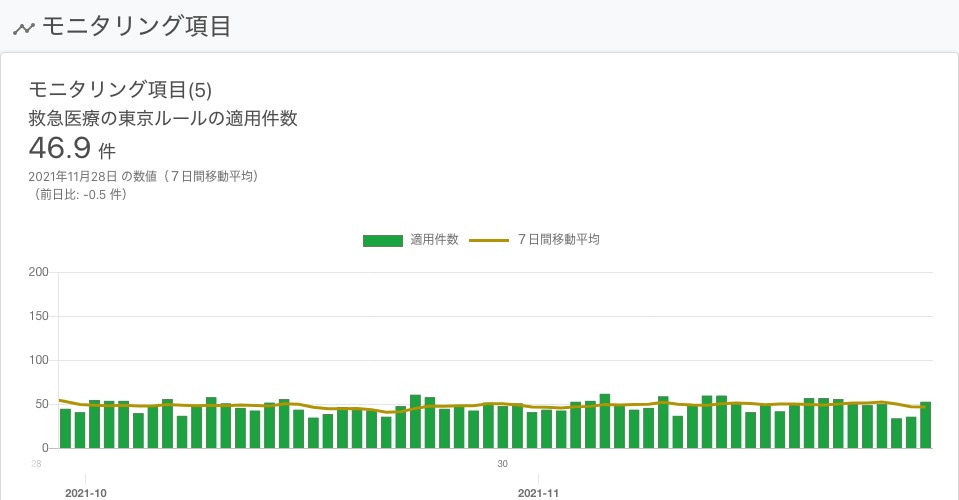 モニタリング項目
モニタリング項目(5)
救急医療の東京ルールの適用件数
46.9 件
2021年11月28日 の数値（７日間移動平均）
（前日比: -0.5 件）
適用件数 ７日間移動平均
200
150
100
50
0
28 30
2021-10 2021-11